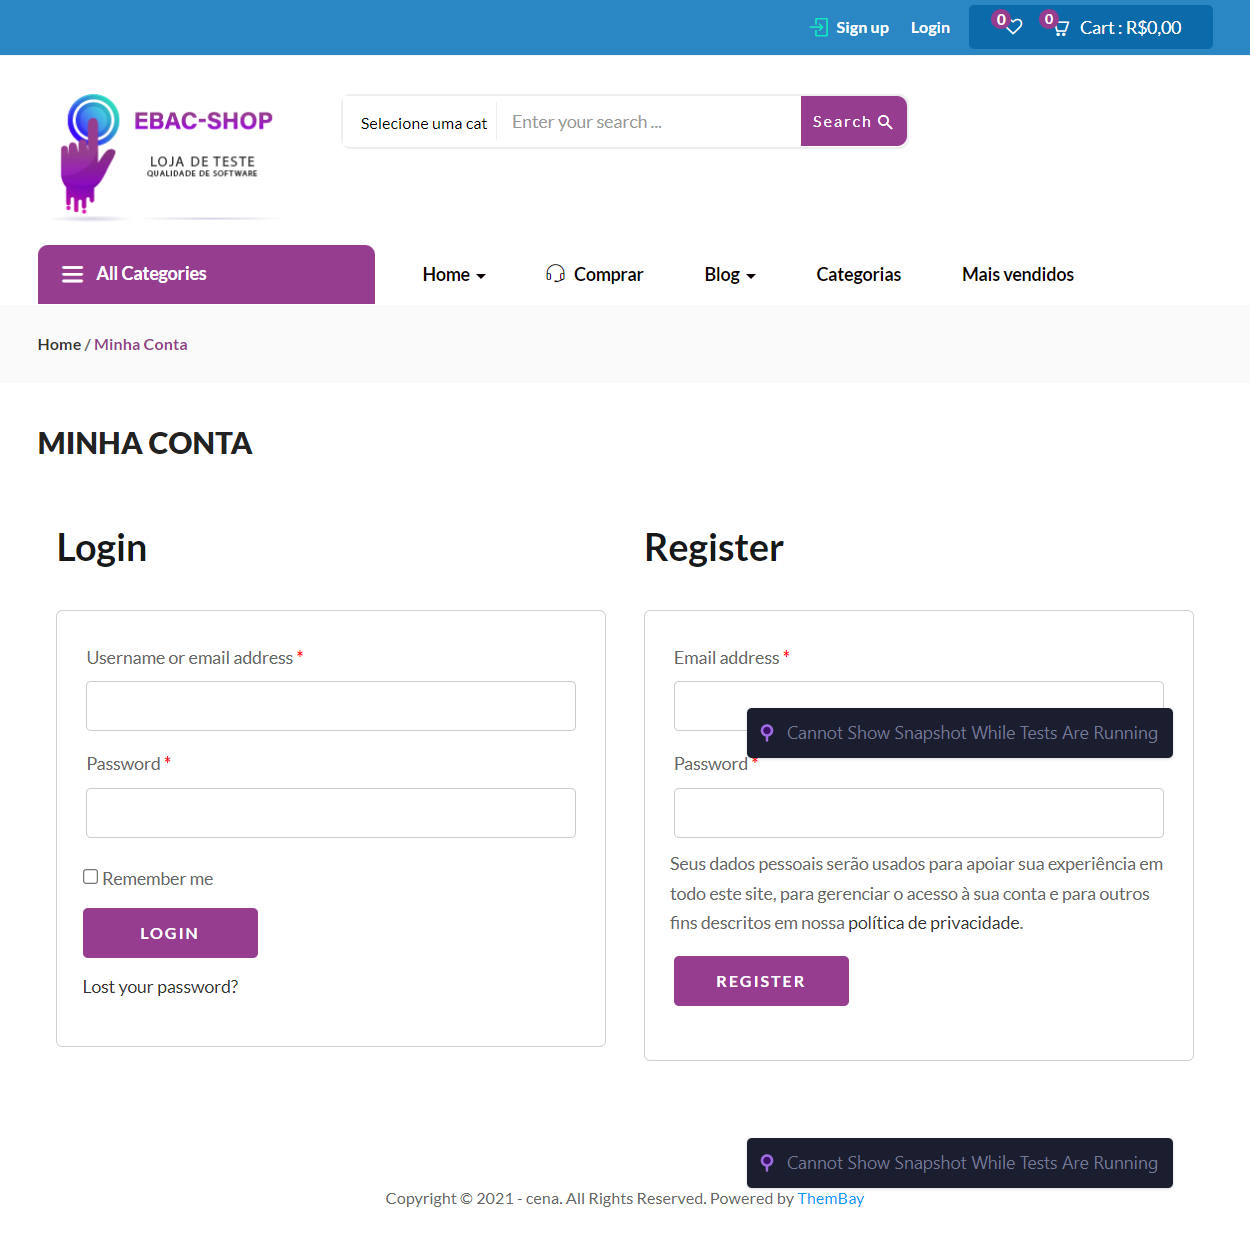 Sign up Login 0 0 Cart : R$0,00
EBAC-SHOP
LOJA DE TESTE
QUALIDADE DE SOFTWARE
Selecione uma cat Enter your search ... Search
All Categories Home Comprar Blog Categorias Mais vendidos
Home / Minha Conta
MINHA CONTA
Login
Username or email address *
Password *
Remember me
LOGIN
Lost your password?
Register
Email address *
Cannot Show Snapshot While Tests Are Running
Password *
Seus dados pessoais serão usados para apoiar sua experiência em
todo este site, para gerenciar o acesso à sua conta e para outros
fins descritos em nossa política de privacidade.
REGISTER
Cannot Show Snapshot While Tests Are Running
Copyright © 2021 - cena. All Rights Reserved. Powered by ThemBay